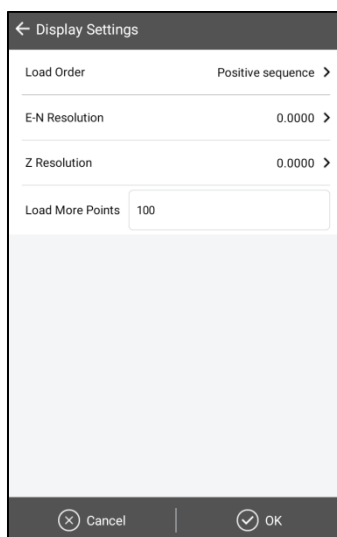 Display Settings
Load Order Positive sequence
E-N Resolution 0.0000
Z Resolution 0.0000
Load More Points 100
Cancel OK